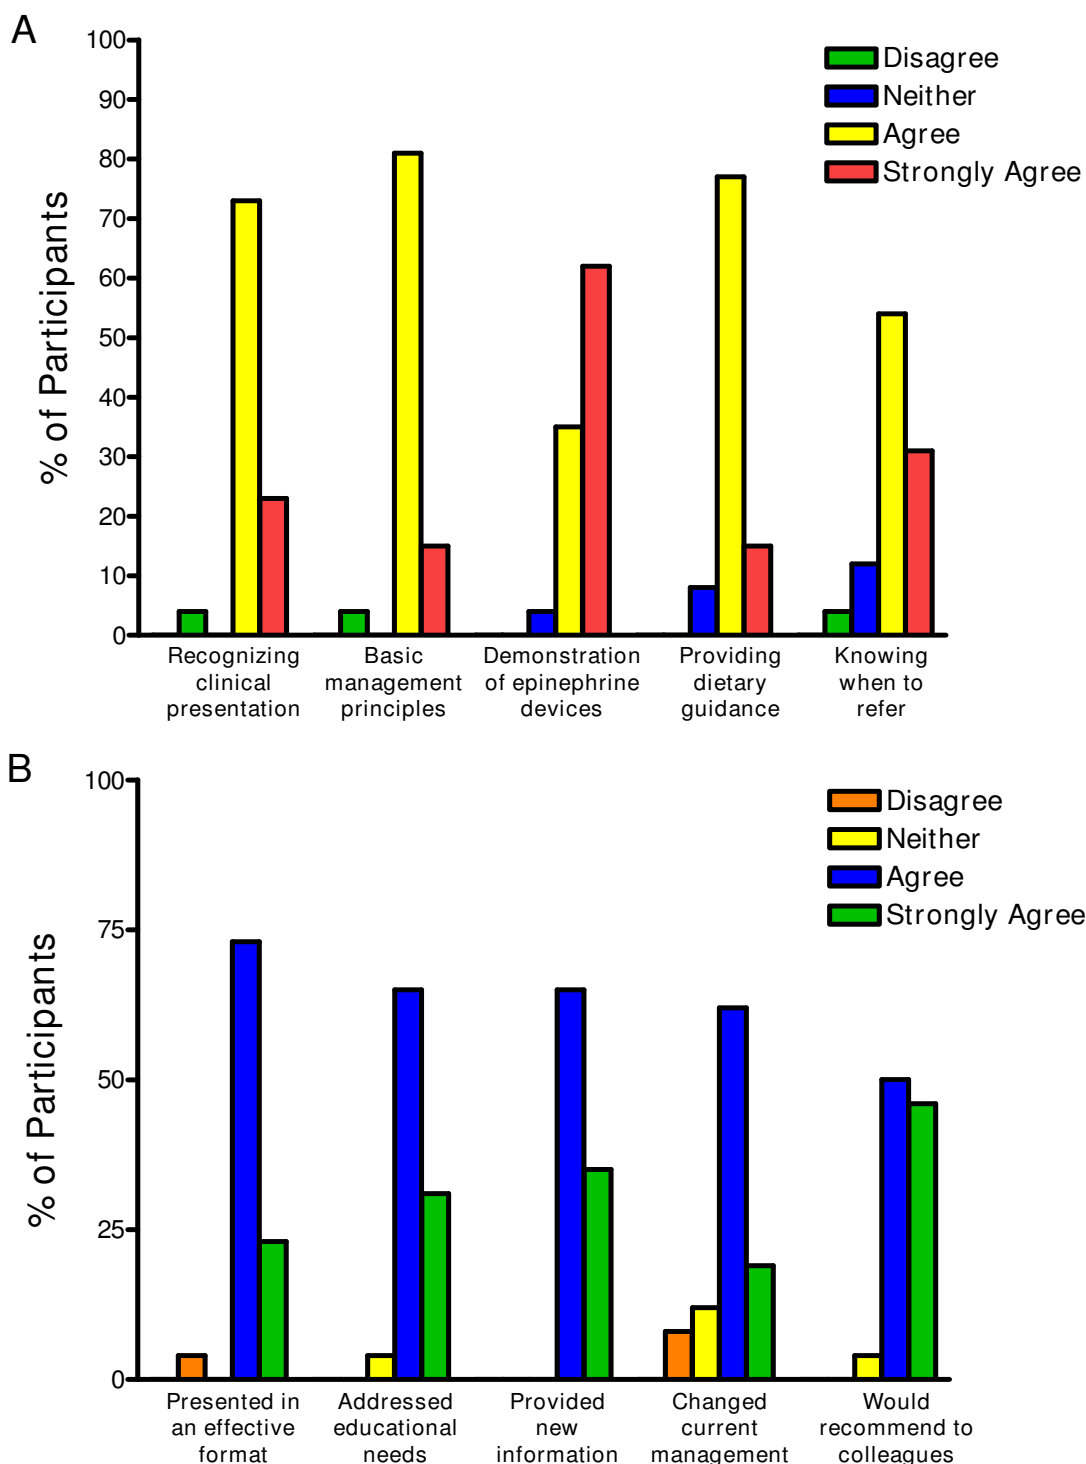 A
100
90
80
70
60
50
40
30
20
10
0
% of Participants
Disagree
Neither
Agree
Strongly Agree
Recognizing
clinical
presentation
Basic
management
principles
Demonstration
of epinephrine
devices
Providing
dietary
guidance
Knowing
when to
refer
B
100
75
50
25
0
% of Participants
Disagree
Neither
Agree
Strongly Agree
Presented in
an effective
format
Addressed
educational
needs
Provided
new
information
Changed
current
management
Would
recommend to
colleagues